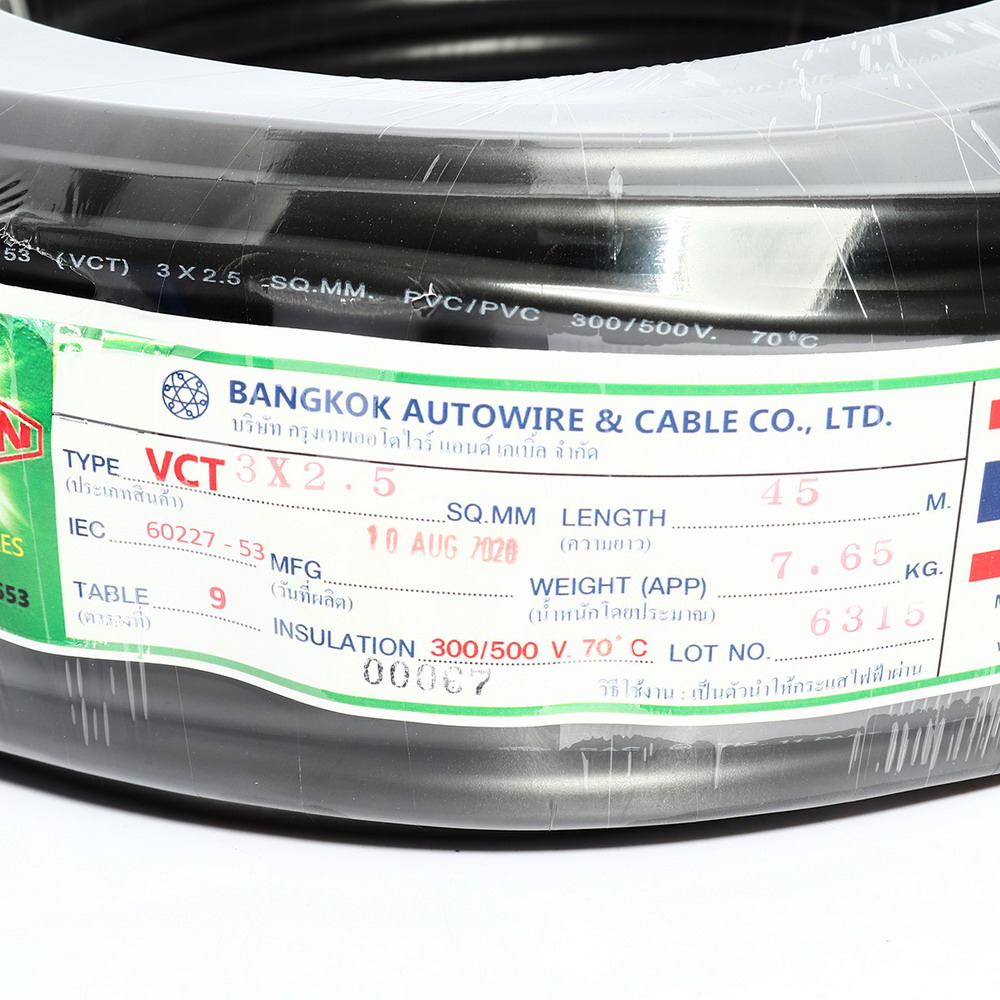 53 (VCT) 3 X 2.5 SQ.MM. PVC/PVC 300/500V. 70°C
BANGKOK AUTOWIRE & CABLE CO., LTD.
บริษัท กรุงเทพออโตไวร์ แอนด์ เคเบิ้ล จำกัด
TYPE VCT 3X2.5 SQ.MM LENGTH 45 M.
(ประเภทสินค้า) (ความยาว)
IEC 60227 - 53 MFG 10 AUG WEIGHT (APP) 7.65 KG.
(วันที่ผลิต) (น้ำหนักโดยประมาณ)
TABLE 9 INSULATION 300/500 V. 70°C LOT NO. 6315
(ตารางที่)
วิธีใช้งาน : เป็นตัวนำให้กระแสไฟฟ้าผ่าน